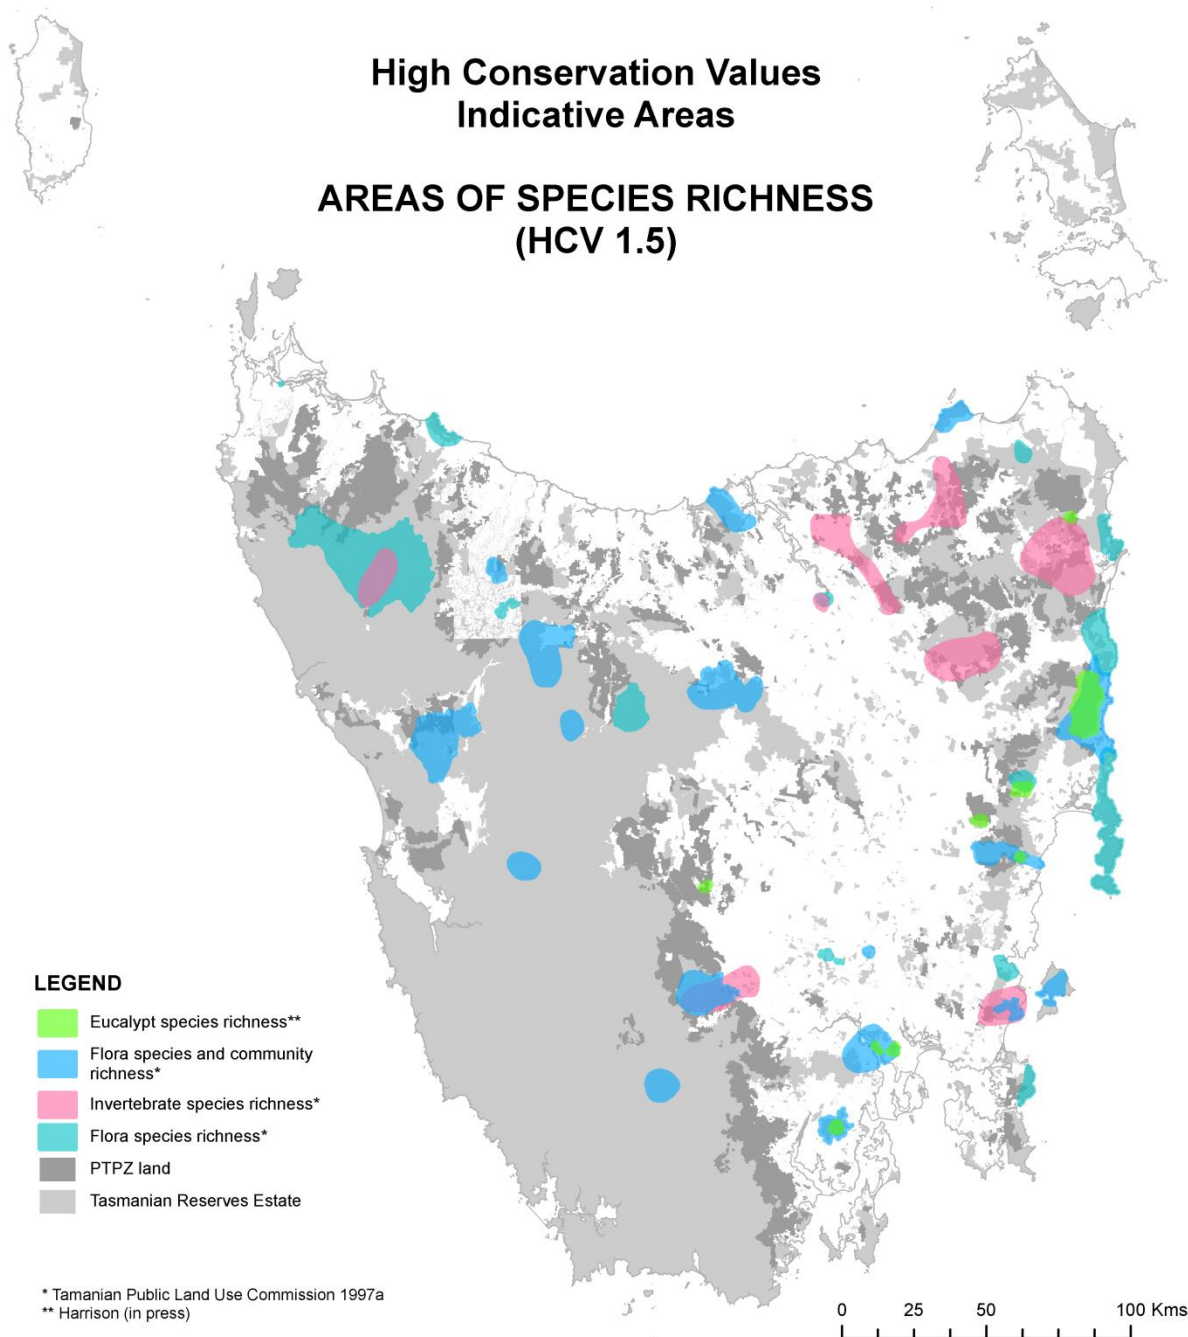 High Conservation Values
Indicative Areas
AREAS OF SPECIES RICHNESS
(HCV 1.5)
LEGEND
Eucalypt species richness**
Flora species and community
richness*
Invertebrate species richness*
Flora species richness*
PTPZ land
Tasmanian Reserves Estate
* Tamanian Public Land Use Commission 1997a
** Harrison (in press)
0 25 50 100 Kms